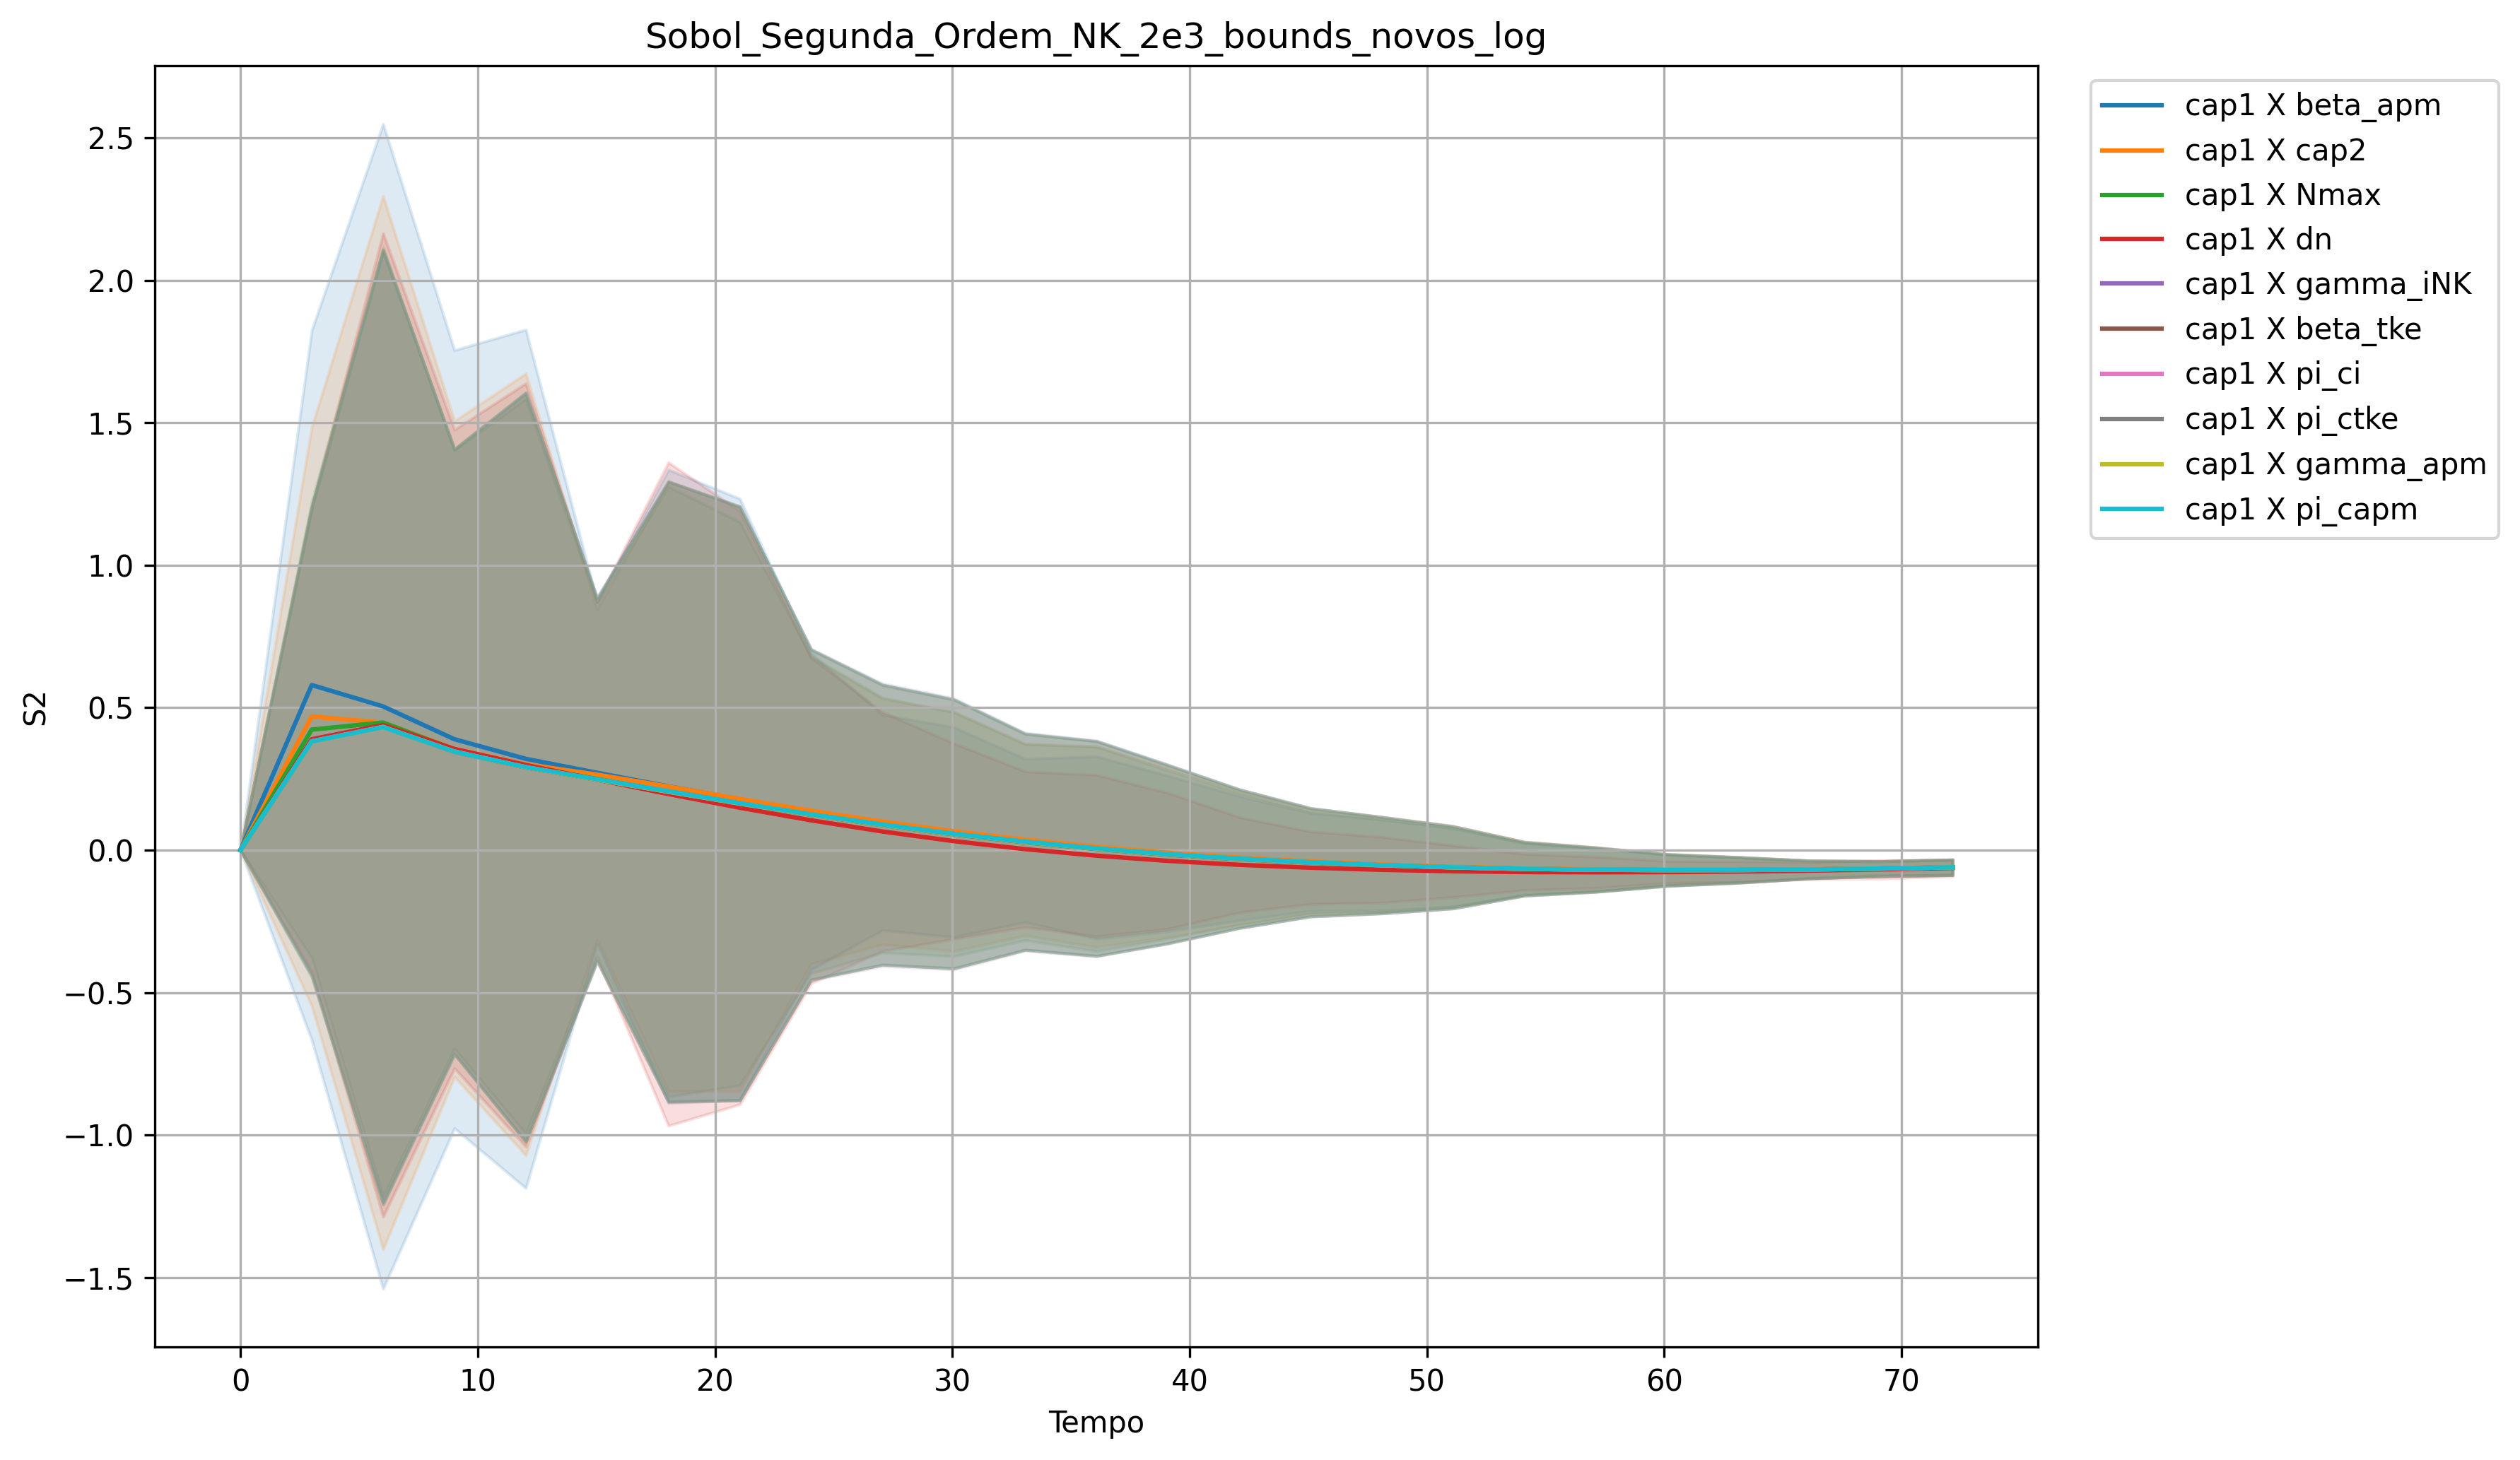 Sobol_Segunda_Ordem_NK_2e3_bounds_novos_log
2.5
2.0
1.5
1.0
0.5
0.0
−0.5
−1.0
−1.5
S2
0 10 20 30 40 50 60 70
Tempo
cap1 X beta_apm
cap1 X cap2
cap1 X Nmax
cap1 X dn
cap1 X gamma_iNK
cap1 X beta_tke
cap1 X pi_ci
cap1 X pi_ctke
cap1 X gamma_apm
cap1 X pi_capm